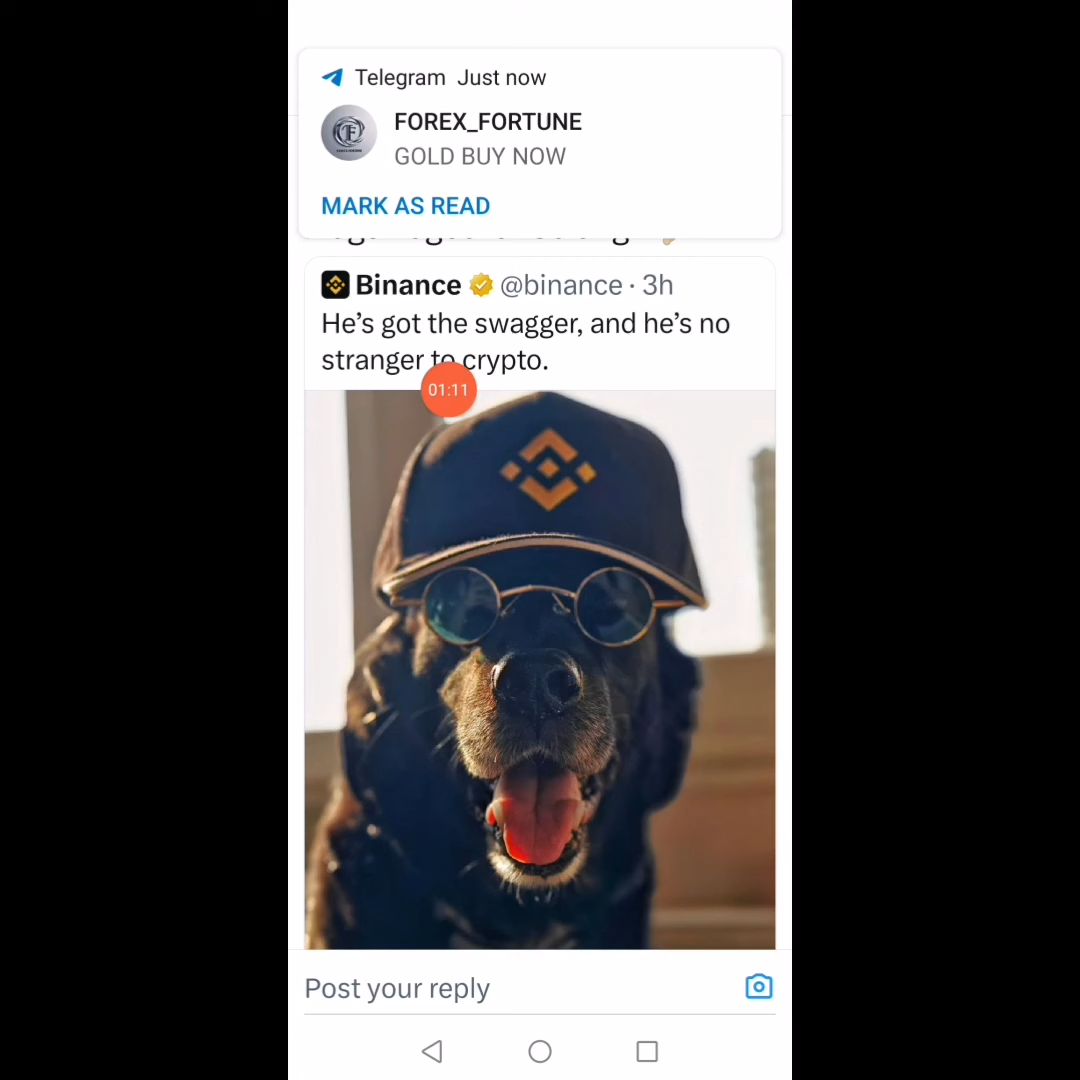 Telegram Just now
FOREX_FORTUNE
GOLD BUY NOW
MARK AS READ
Binance @binance · 3h
He’s got the swagger, and he’s no
stranger to crypto.
01:11
Post your reply